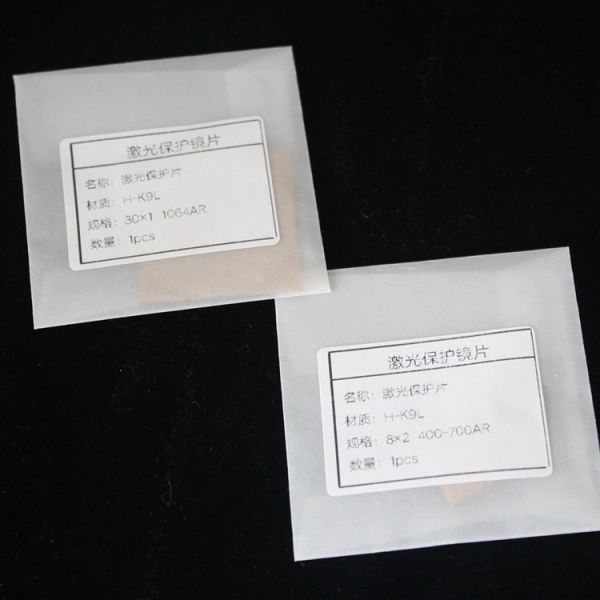 激光保护镜片
名称: 激光保护片
材质: H-K9L
规格: 30×1 1064AR
数量: 1pcs
激光保护镜片
名称: 激光保护片
材质: H-K9L
规格: 8×2 400-700AR
数量: 1pcs